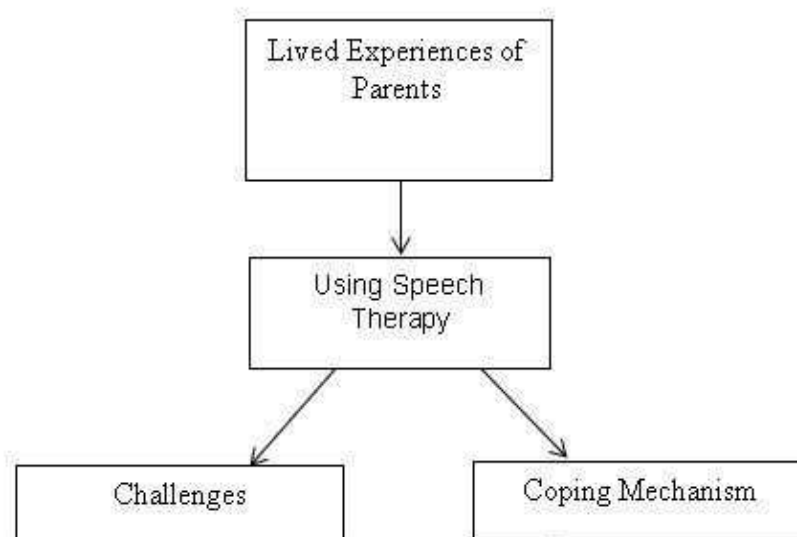 Lived Experiences of
Parents
Using Speech
Therapy
Challenges
Coping Mechanism